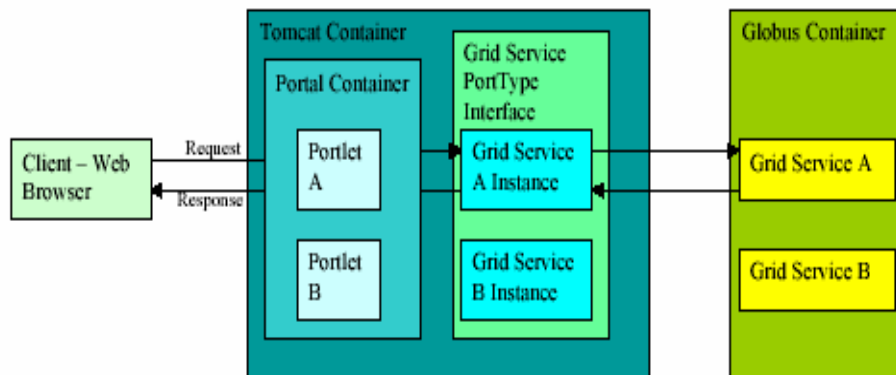 Tomcat Container
Globus Container
Grid Service
PortType
Interface
Portal Container
Request
Client – Web
Browser
Response
Portlet
A
Grid Service
A Instance
Grid Service A
Portlet
B
Grid Service
B Instance
Grid Service B